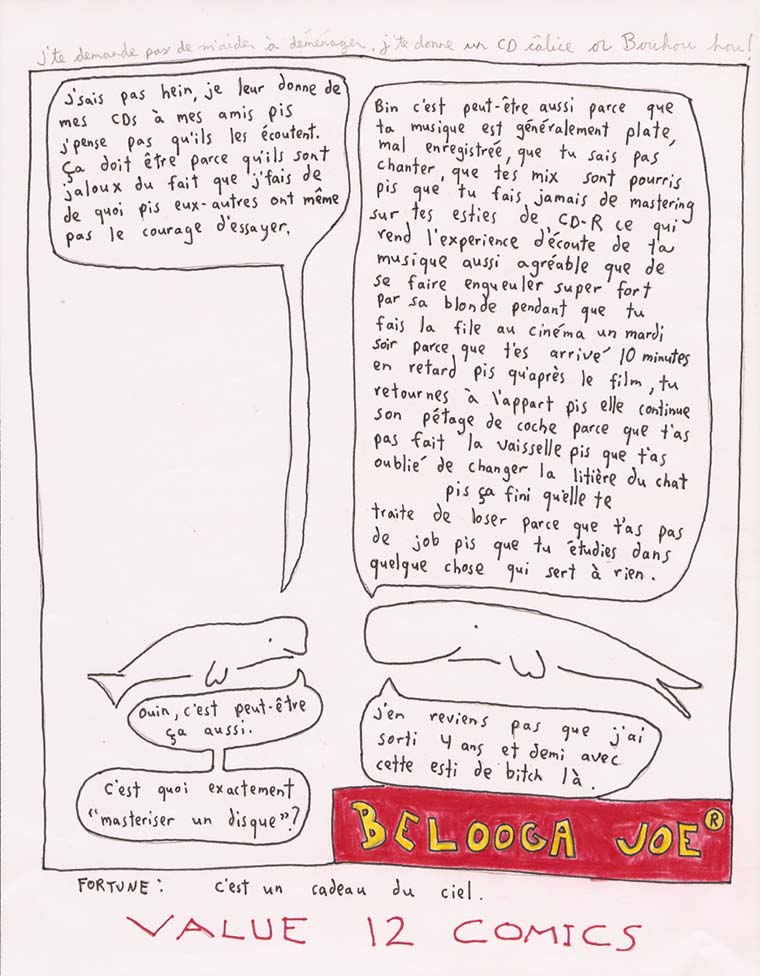 j'te demande pas de m'aider à déménager, j'te donne un CD câlice
Bouhou hou!
J'sais pas hein, je leur donne de
mes CDs à mes amis pis
j'pense pas qu'ils les écoutent.
ça doit être parce qu'ils sont
jaloux du fait que j'fais de
de quoi pis eux-autres ont même
pas le courage d'essayer.
Bin c'est peut-être aussi parce que
ta musique est généralement plate,
mal enregistrée, que tu sais pas
chanter, que tes mix sont pourris
pis que tu fais jamais de mastering
sur tes esties de CD-R ce qui
rend l'experience d'écoute de ta
musique aussi agréable que de
se faire engueuler super fort
par sa blonde pendant que tu
fais la file au cinéma un mardi
soir parce que t'es arrivé 10 minutes
en retard pis qu'après le film, tu
retournes à l'appart pis elle continue
son pétage de coche parce que t'as
pas fait la vaisselle pis que t'as
oublié de changer la litière du chat
pis ça fini qu'elle te
traite de loser parce que t'as pas
de job pis que tu étudies dans
quelque chose qui sert à rien.
Ouin, c'est peut-être
ça aussi.
C'est quoi exactement
"masteriser un disque"?
J'en reviens pas que j'ai
sorti 4 ans et demi avec
cette esti de bitch là.
BELOOGA JOE®
FORTUNE: c'est un cadeau du ciel.
VALUE 12 COMICS